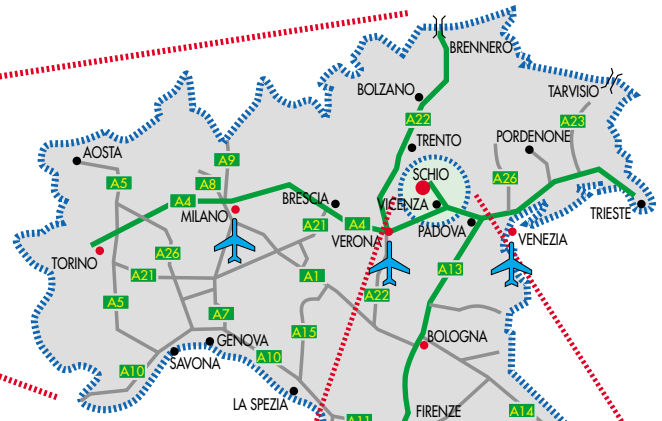 BRENNERO
BOLZANO
TARVISIO
A22
A23
TRENTO
PORDENONE
AOSTA
A9
SCHIO
A5
A8
A26
A4
BRESCIA
VICENZA
MILANO
A21
A4
PADOVA
TRIESTE
VERONA
VENEZIA
A26
TORINO
A21
A1
A13
A5
A22
A7
A15
GENOVA
BOLOGNA
A10
SAVONA
A10
LA SPEZIA
FIRENZE
A14
A11